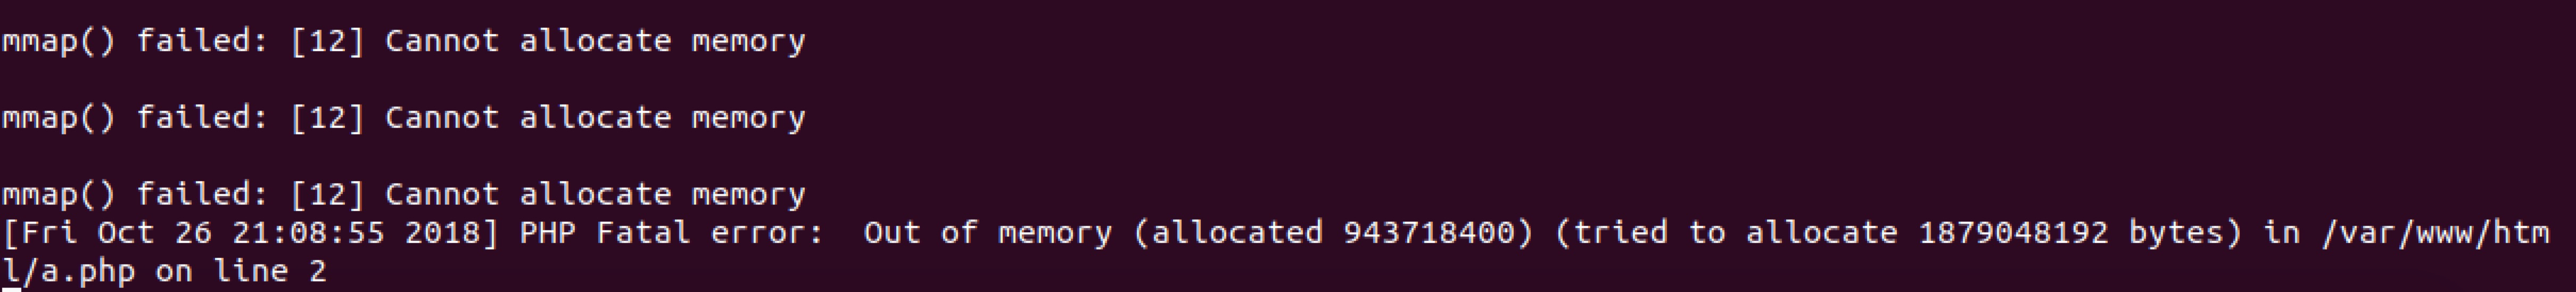 mmap() failed: [12] Cannot allocate memory
mmap() failed: [12] Cannot allocate memory
mmap() failed: [12] Cannot allocate memory
[Fri Oct 26 21:08:55 2018] PHP Fatal error:  Out of memory (allocated 943718400) (tried to allocate 1879048192 bytes) in /var/www/htm
l/a.php on line 2